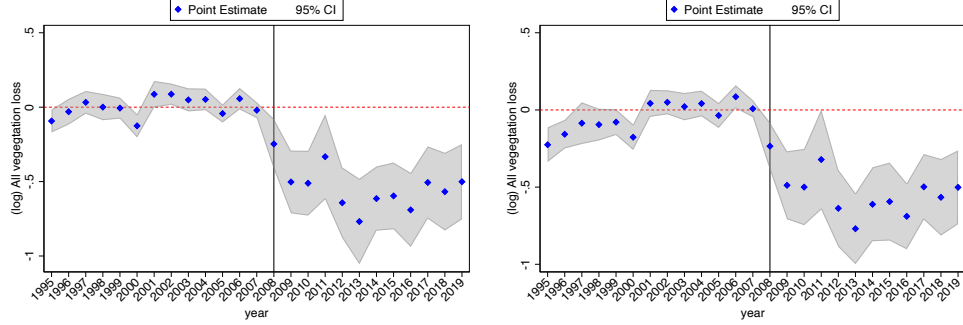 Point Estimate 95% CI
(log) All vegegtation loss
.5
0
-.5
-1
1995 1996 1997 1998 1999 2000 2001 2002 2003 2004 2005 2006 2007 2008 2009 2010 2011 2012 2013 2014 2015 2016 2017 2018 2019
year
Point Estimate 95% CI
(log) All vegegtation loss
.5
0
-.5
-1
1995 1996 1997 1998 1999 2000 2001 2002 2003 2004 2005 2006 2007 2008 2009 2010 2011 2012 2013 2014 2015 2016 2017 2018 2019
year